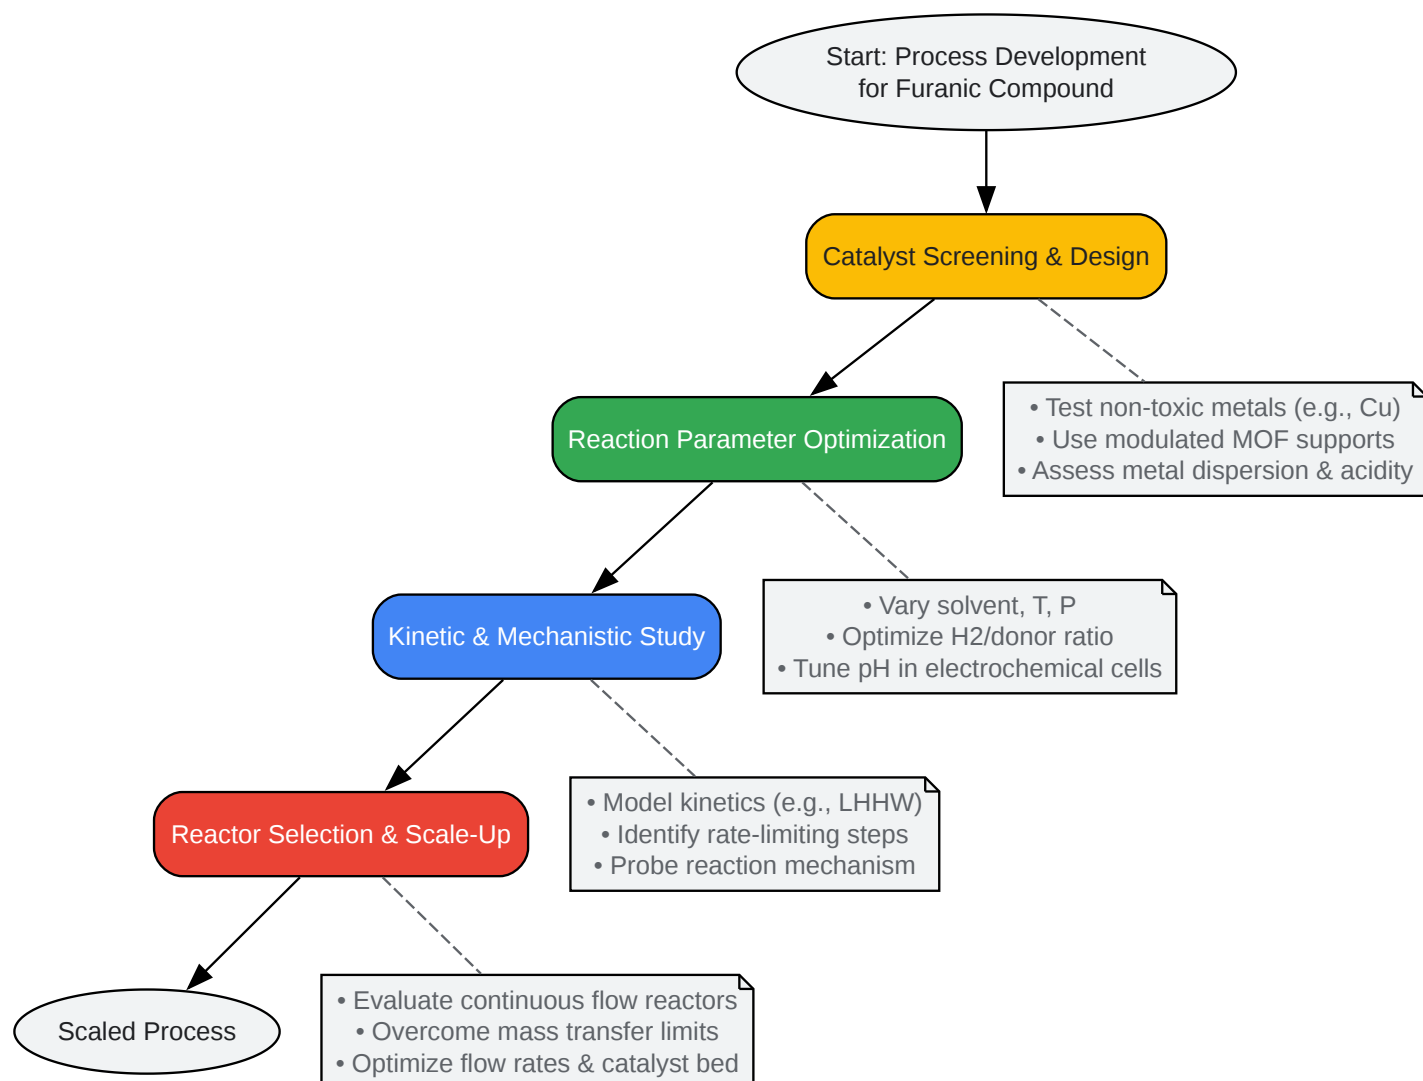 Start: Process Development
for Furanic Compound
Catalyst Screening & Design
• Test non-toxic metals (e.g., Cu)
• Use modulated MOF supports
• Assess metal dispersion & acidity
Reaction Parameter Optimization
• Vary solvent, T, P
• Optimize H2/donor ratio
• Tune pH in electrochemical cells
Kinetic & Mechanistic Study
• Model kinetics (e.g., LHHW)
• Identify rate-limiting steps
• Probe reaction mechanism
Reactor Selection & Scale-Up
• Evaluate continuous flow reactors
• Overcome mass transfer limits
• Optimize flow rates & catalyst bed
Scaled Process